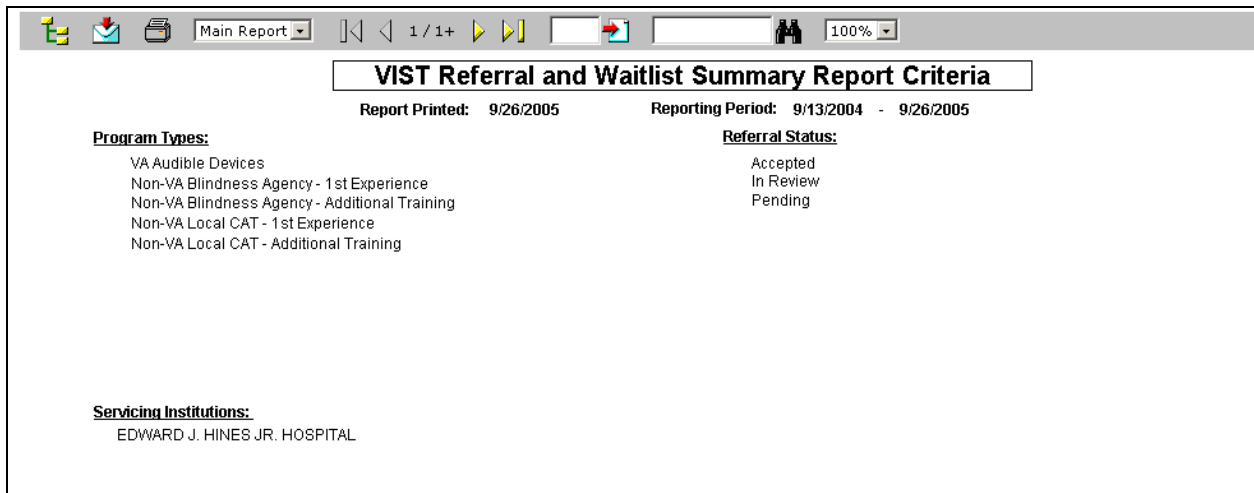 Main Report 1 / 1+ 100%
VIST Referral and Waitlist Summary Report Criteria
Report Printed: 9/26/2005 Reporting Period: 9/13/2004 - 9/26/2005
Program Types: Referral Status:
VA Audible Devices Accepted
Non-VA Blindness Agency - 1st Experience In Review
Non-VA Blindness Agency - Additional Training Pending
Non-VA Local CAT - 1st Experience
Non-VA Local CAT - Additional Training
Servicing Institutions:
EDWARD J. HINES JR. HOSPITAL